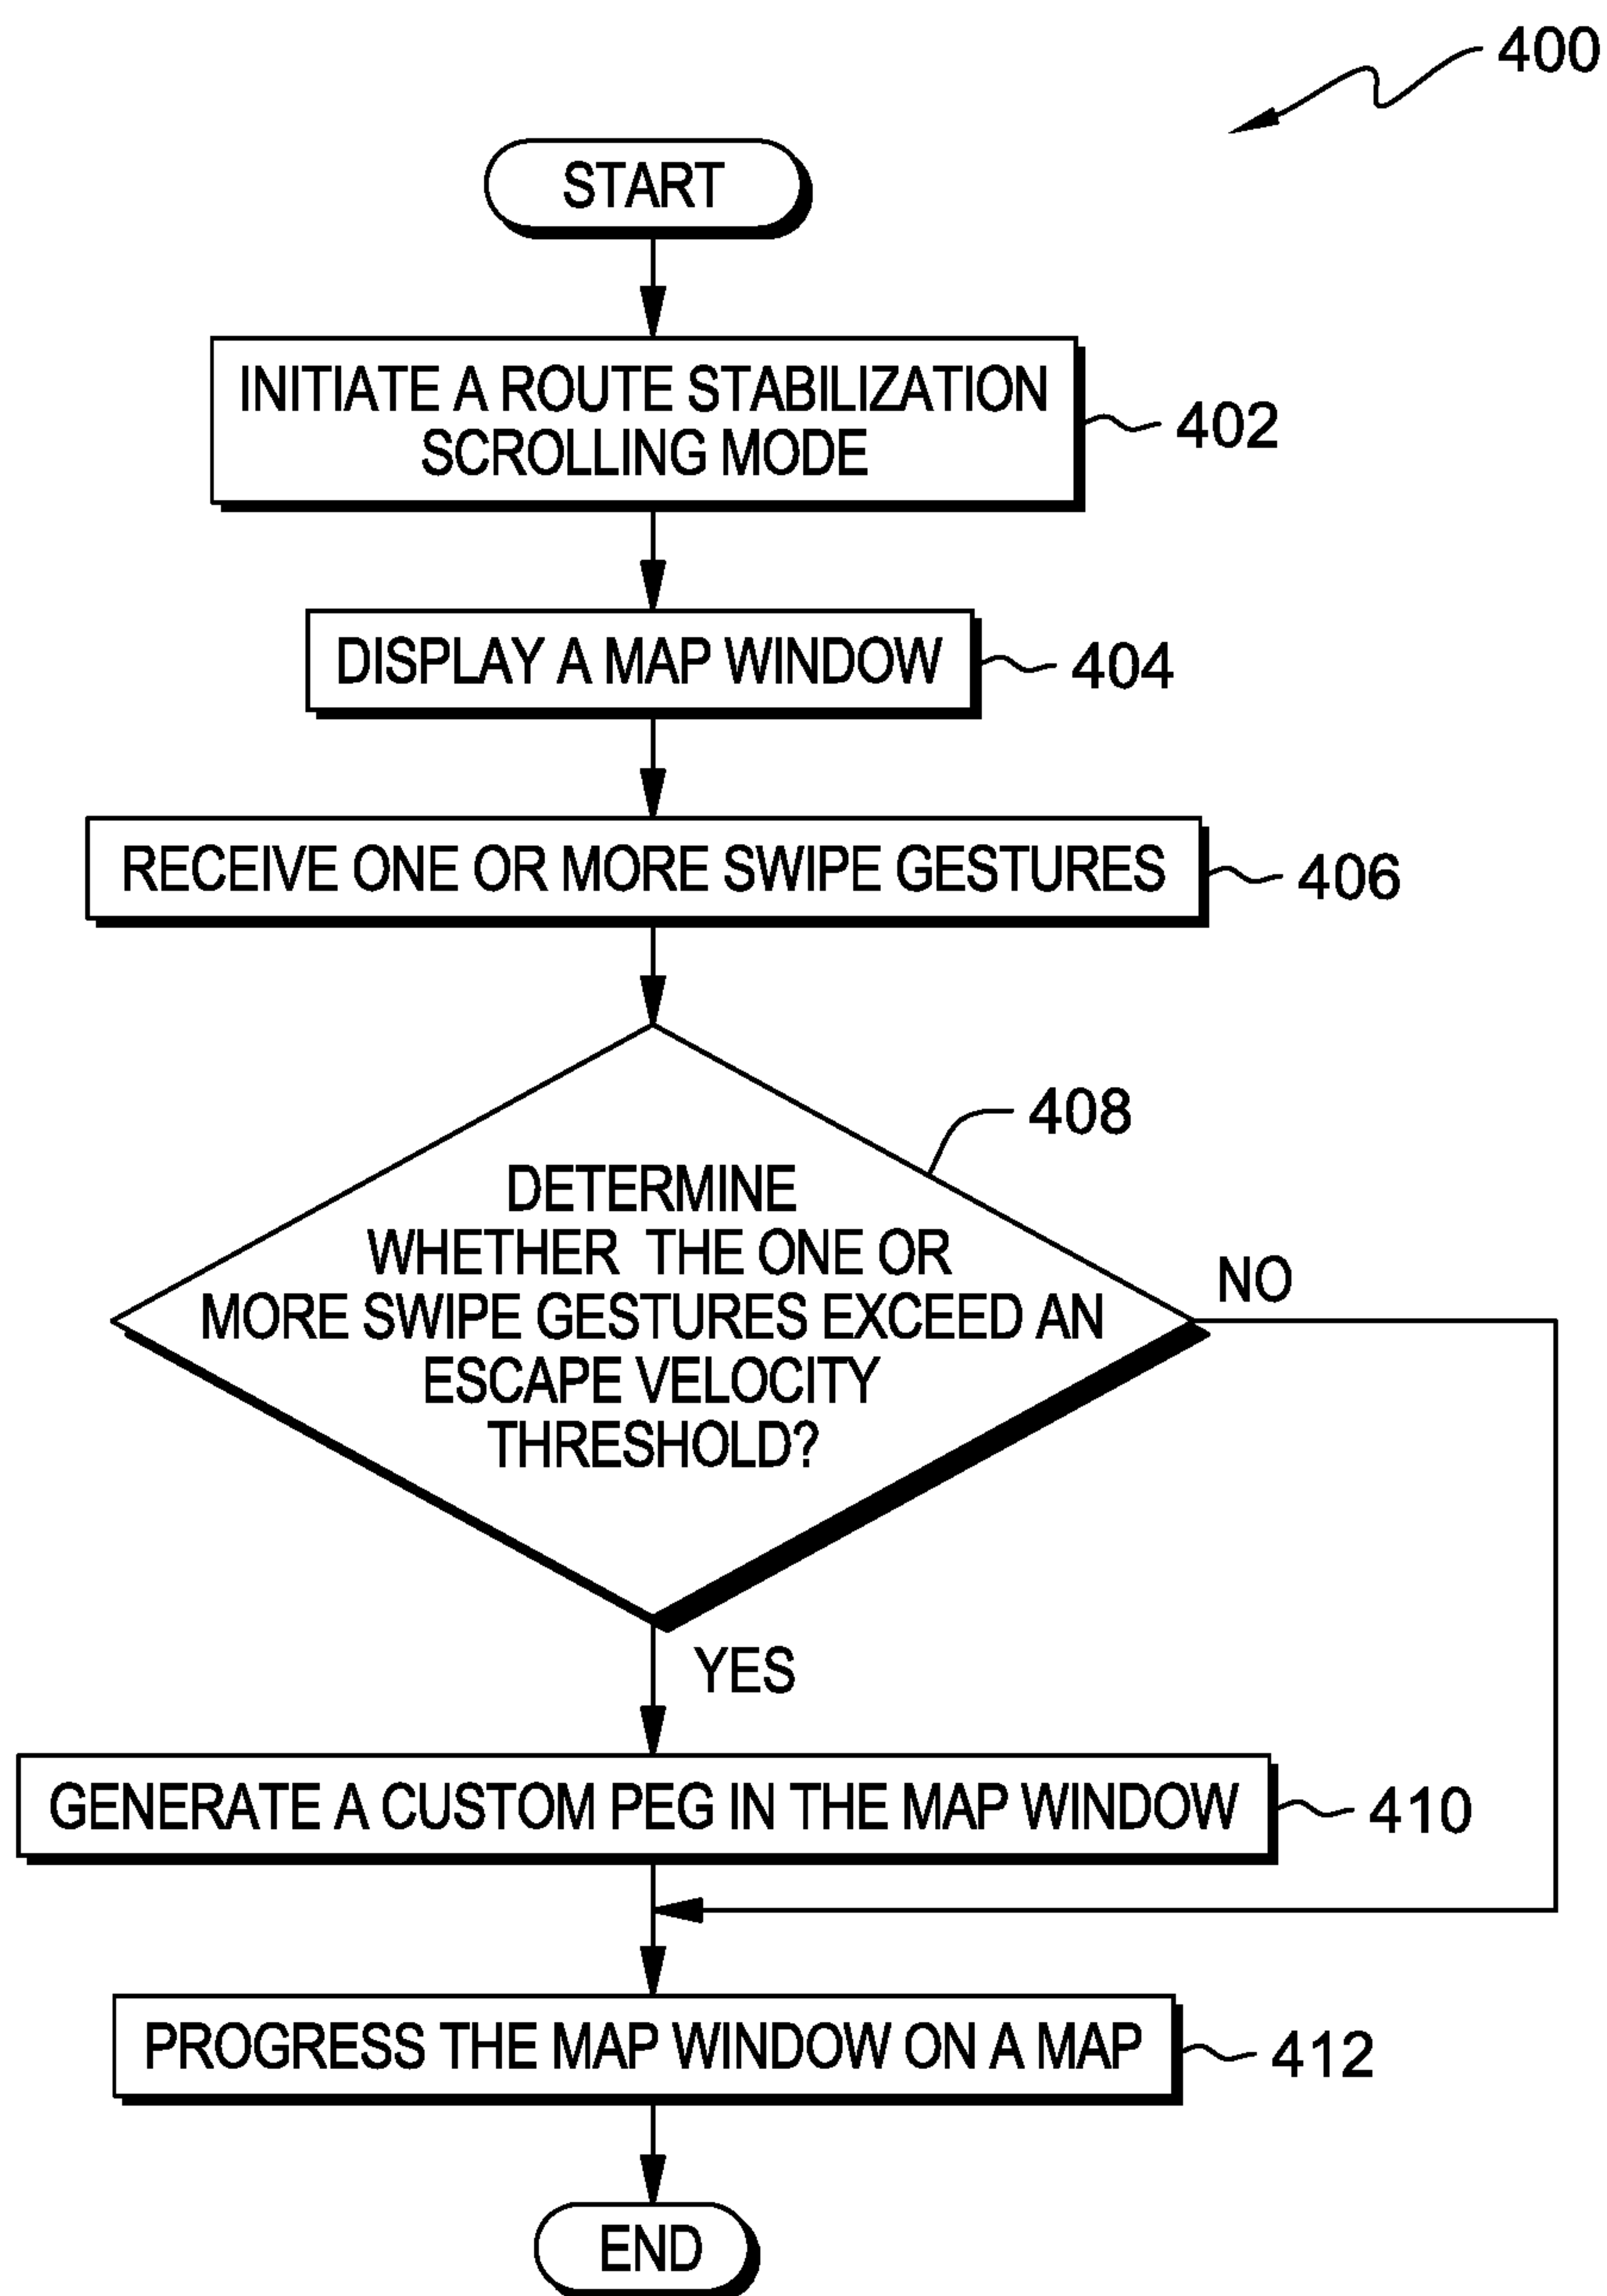 400
START
INITIATE A ROUTE STABILIZATION
SCROLLING MODE
402
DISPLAY A MAP WINDOW
404
RECEIVE ONE OR MORE SWIPE GESTURES
406
408
DETERMINE
WHETHER THE ONE OR
MORE SWIPE GESTURES EXCEED AN
ESCAPE VELOCITY
THRESHOLD?
NO
YES
GENERATE A CUSTOM PEG IN THE MAP WINDOW
410
PROGRESS THE MAP WINDOW ON A MAP
412
END